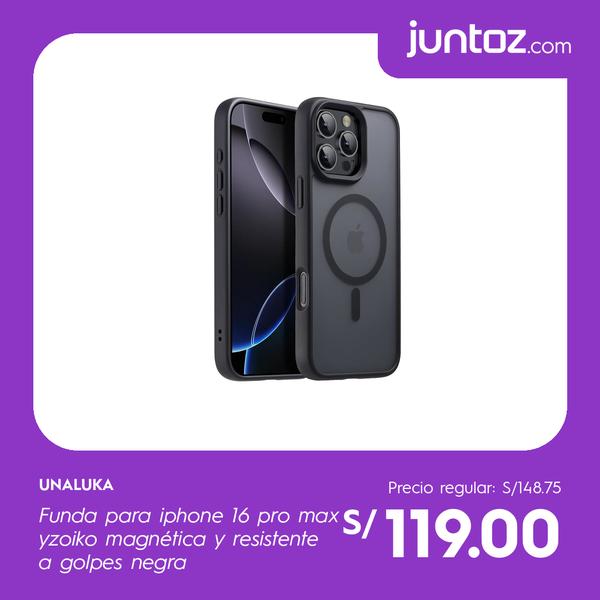 juntoz.com
UNALUKA
Funda para iphone 16 pro max
yzoiko magnética y resistente
a golpes negra
Precio regular: S/148.75
S/119.00